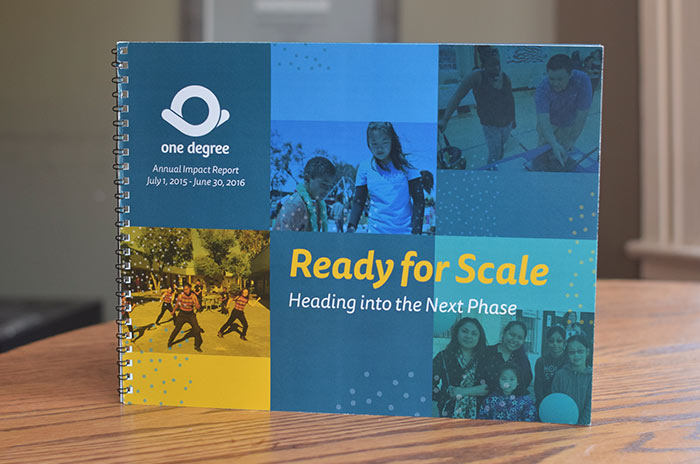 one degree
Annual Impact Report
July 1, 2015 - June 30, 2016
Ready for Scale
Heading into the Next Phase